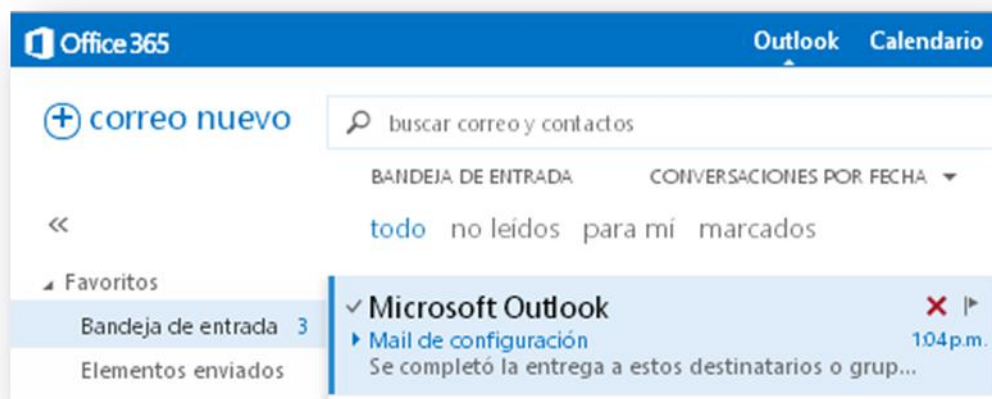 Office 365 Outlook Calendario
correo nuevo
buscar correo y contactos
BANDEJA DE ENTRADA CONVERSACIONES POR FECHA
todo no leídos para mí marcados
Favoritos
Bandeja de entrada 3
Elementos enviados
Microsoft Outlook
Mail de configuración 1:04 p.m.
Se completó la entrega a estos destinatarios o grup...